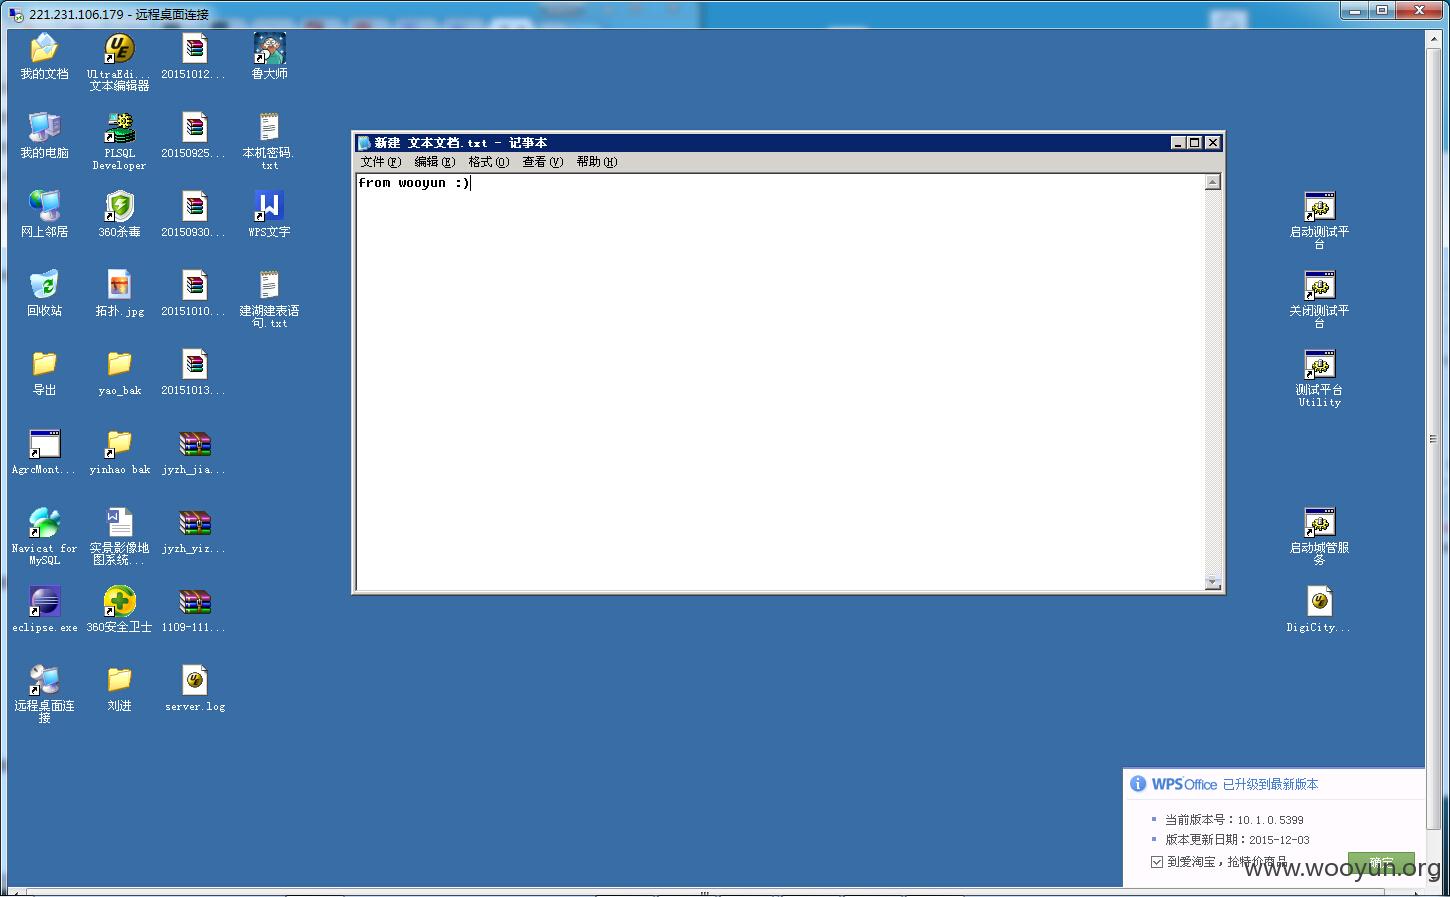 221.231.106.179 - 远程桌面连接
我的文档
UltraEdi...
文本编辑器
20151012...
鲁大师
我的电脑
PLSQL
Developer
20150925...
本机密码.
txt
网上邻居
360杀毒
20150930...
WPS文字
回收站
拓扑.jpg
20151010...
建湖建表语
句.txt
导出
yao_bak
20151013...
AgrcMont...
yinhao bak
jyzh_jia...
Navicat for
MySQL
实景影像地
图系统...
jyzh_yiz...
eclipse.exe
360安全卫士
1109-111...
远程桌面连
接
刘进
server.log
新建 文本文档.txt - 记事本
文件(F) 编辑(E) 格式(O) 查看(V) 帮助(H)
from wooyun :)
启动测试平
台
关闭测试平
台
测试平台
Utility
启动城管服
务
DigiCity...
WPS Office 已升级到最新版本
当前版本号：10.1.0.5399
版本更新日期：2015-12-03
到爱淘宝，抢特价商品
确定
www.wooyun.org